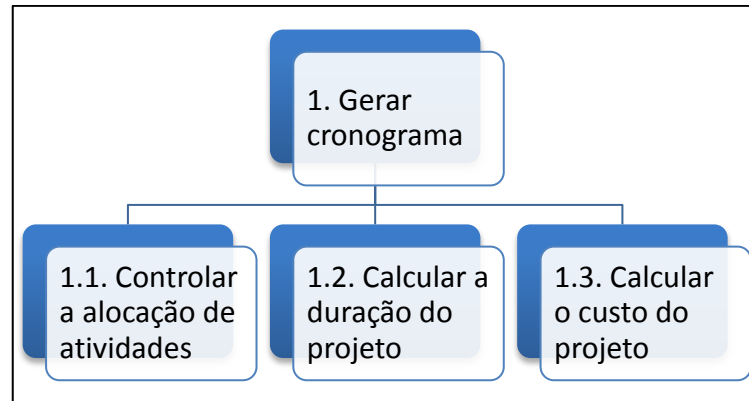 1. Gerar
cronograma
1.1. Controlar
a alocação de
atividades
1.2. Calcular a
duração do
projeto
1.3. Calcular
o custo do
projeto